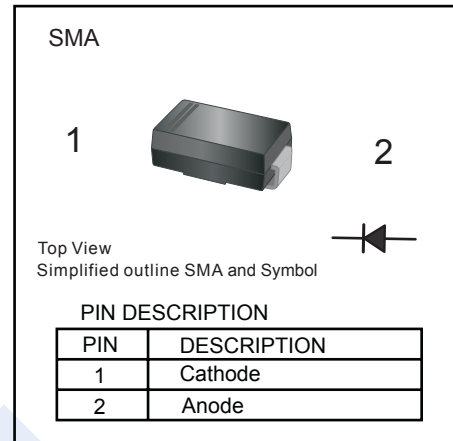 SMA
1
2
Top View
Simplified outline SMA and Symbol
PIN DESCRIPTION
PIN DESCRIPTION
1 Cathode
2 Anode